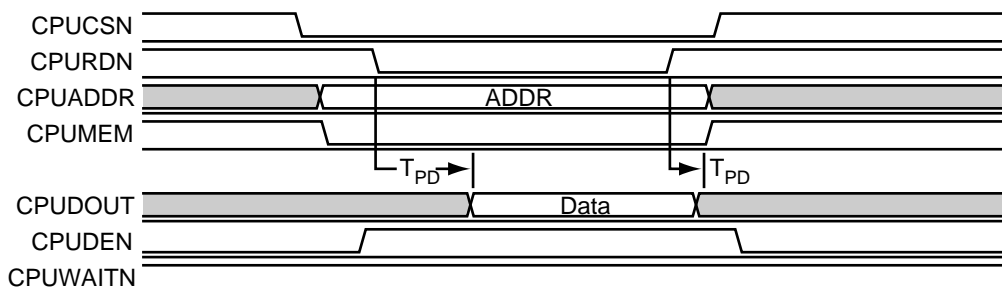 CPUCSN
CPURDN
CPUADDR
ADDR
CPUMEM
TPD
TPD
CPUDOUT
Data
CPUDEN
CPUWAITN